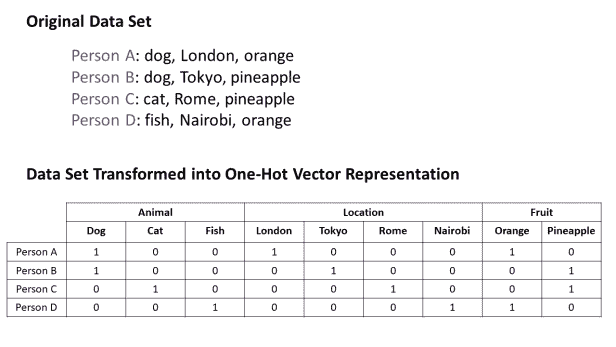 Original Data Set
Person A: dog, London, orange
Person B: dog, Tokyo, pineapple
Person C: cat, Rome, pineapple
Person D: fish, Nairobi, orange
Data Set Transformed into One-Hot Vector Representation
Animal Location Fruit
Dog Cat Fish London Tokyo Rome Nairobi Orange Pineapple
Person A 1 0 0 1 0 0 0 1 0
Person B 1 0 0 0 1 0 0 0 1
Person C 0 1 0 0 0 1 0 0 1
Person D 0 0 1 0 0 0 1 1 0